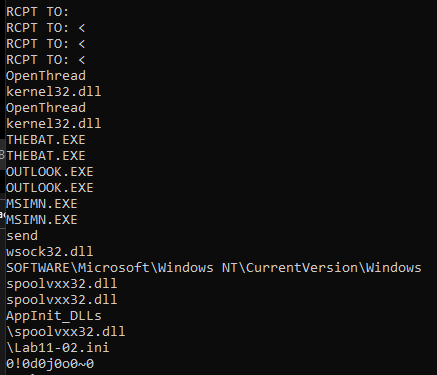 RCPT TO:
RCPT TO: <
RCPT TO: <
RCPT TO: <
OpenThread
kernel32.dll
OpenThread
kernel32.dll
THEBAT.EXE
THEBAT.EXE
OUTLOOK.EXE
OUTLOOK.EXE
MSIMN.EXE
MSIMN.EXE
send
wsock32.dll
SOFTWARE\Microsoft\Windows NT\CurrentVersion\Windows
spoolvxx32.dll
spoolvxx32.dll
AppInit_DLLs
\spoolvxx32.dll
\Lab11-02.ini
0!0d0j0o0~0